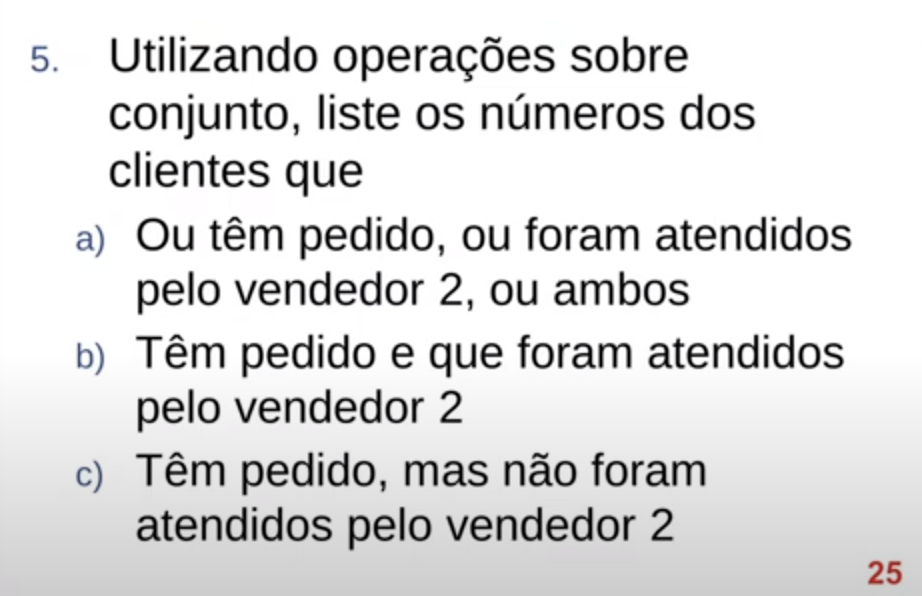 5. Utilizando operações sobre
conjunto, liste os números dos
clientes que
a) Ou têm pedido, ou foram atendidos
pelo vendedor 2, ou ambos
b) Têm pedido e que foram atendidos
pelo vendedor 2
c) Têm pedido, mas não foram
atendidos pelo vendedor 2
25